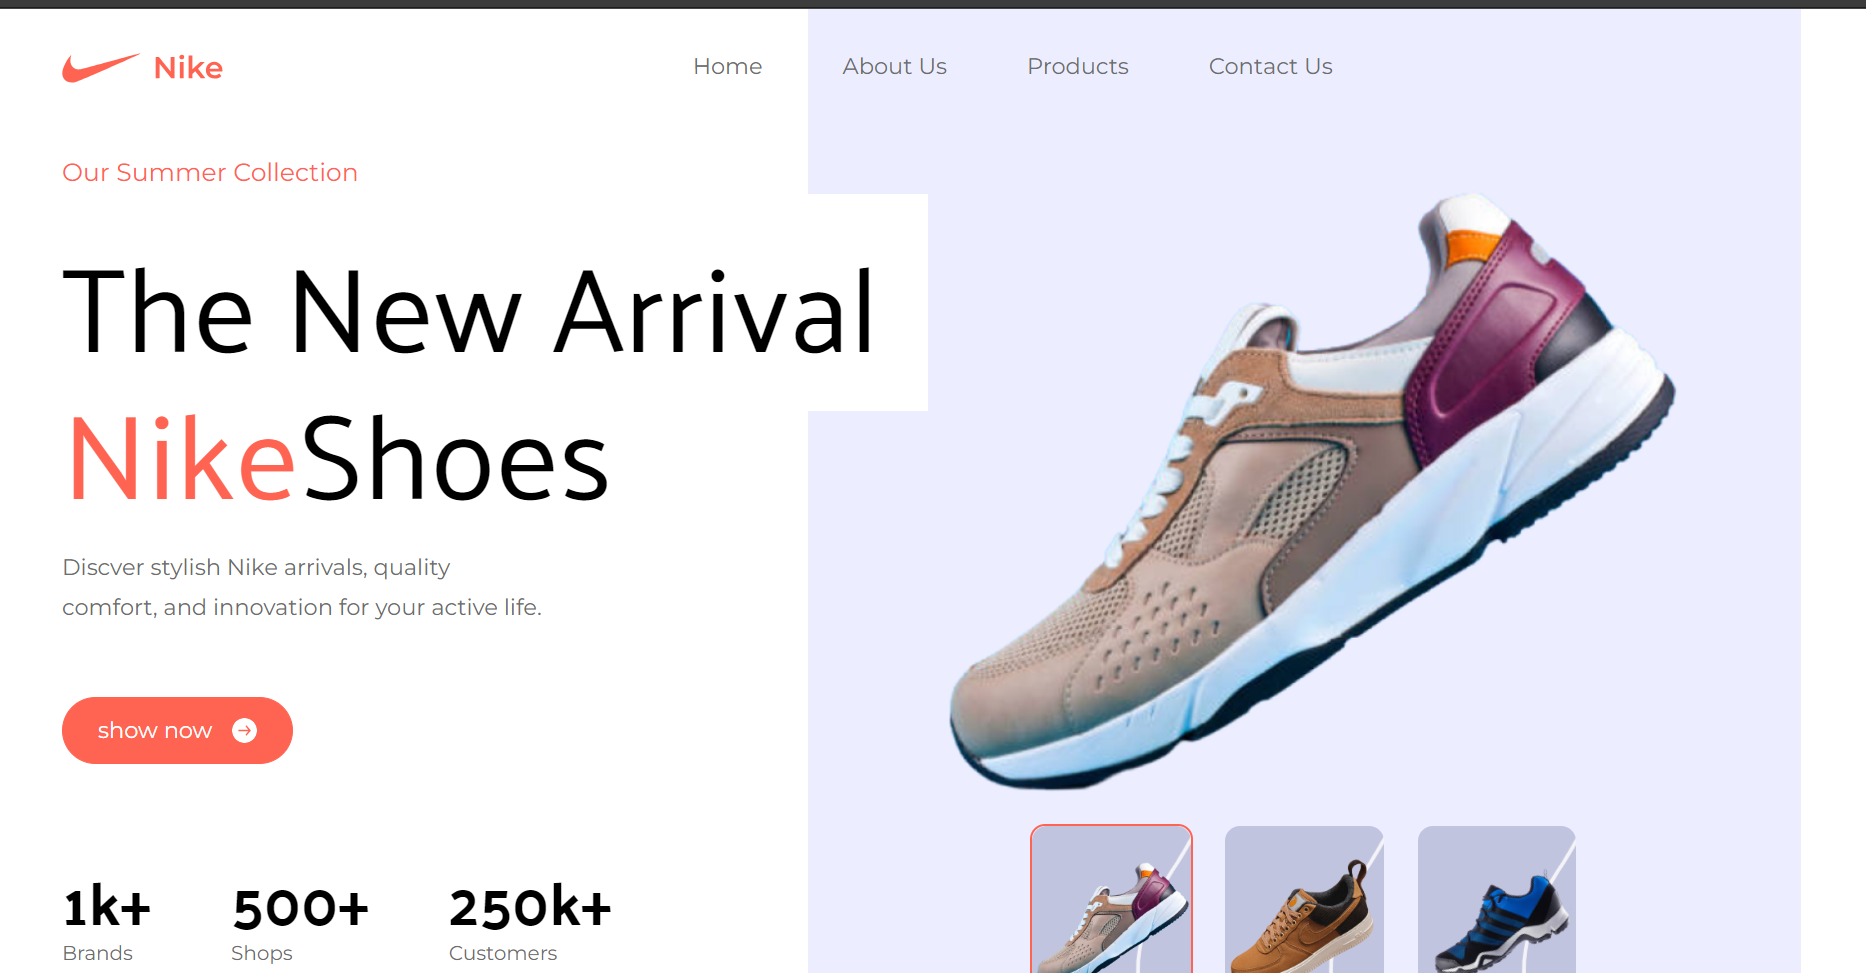 Nike
Home About Us Products Contact Us
Our Summer Collection
The New Arrival
NikeShoes
Discver stylish Nike arrivals, quality
comfort, and innovation for your active life.
show now
1k+ 500+ 250k+
Brands Shops Customers